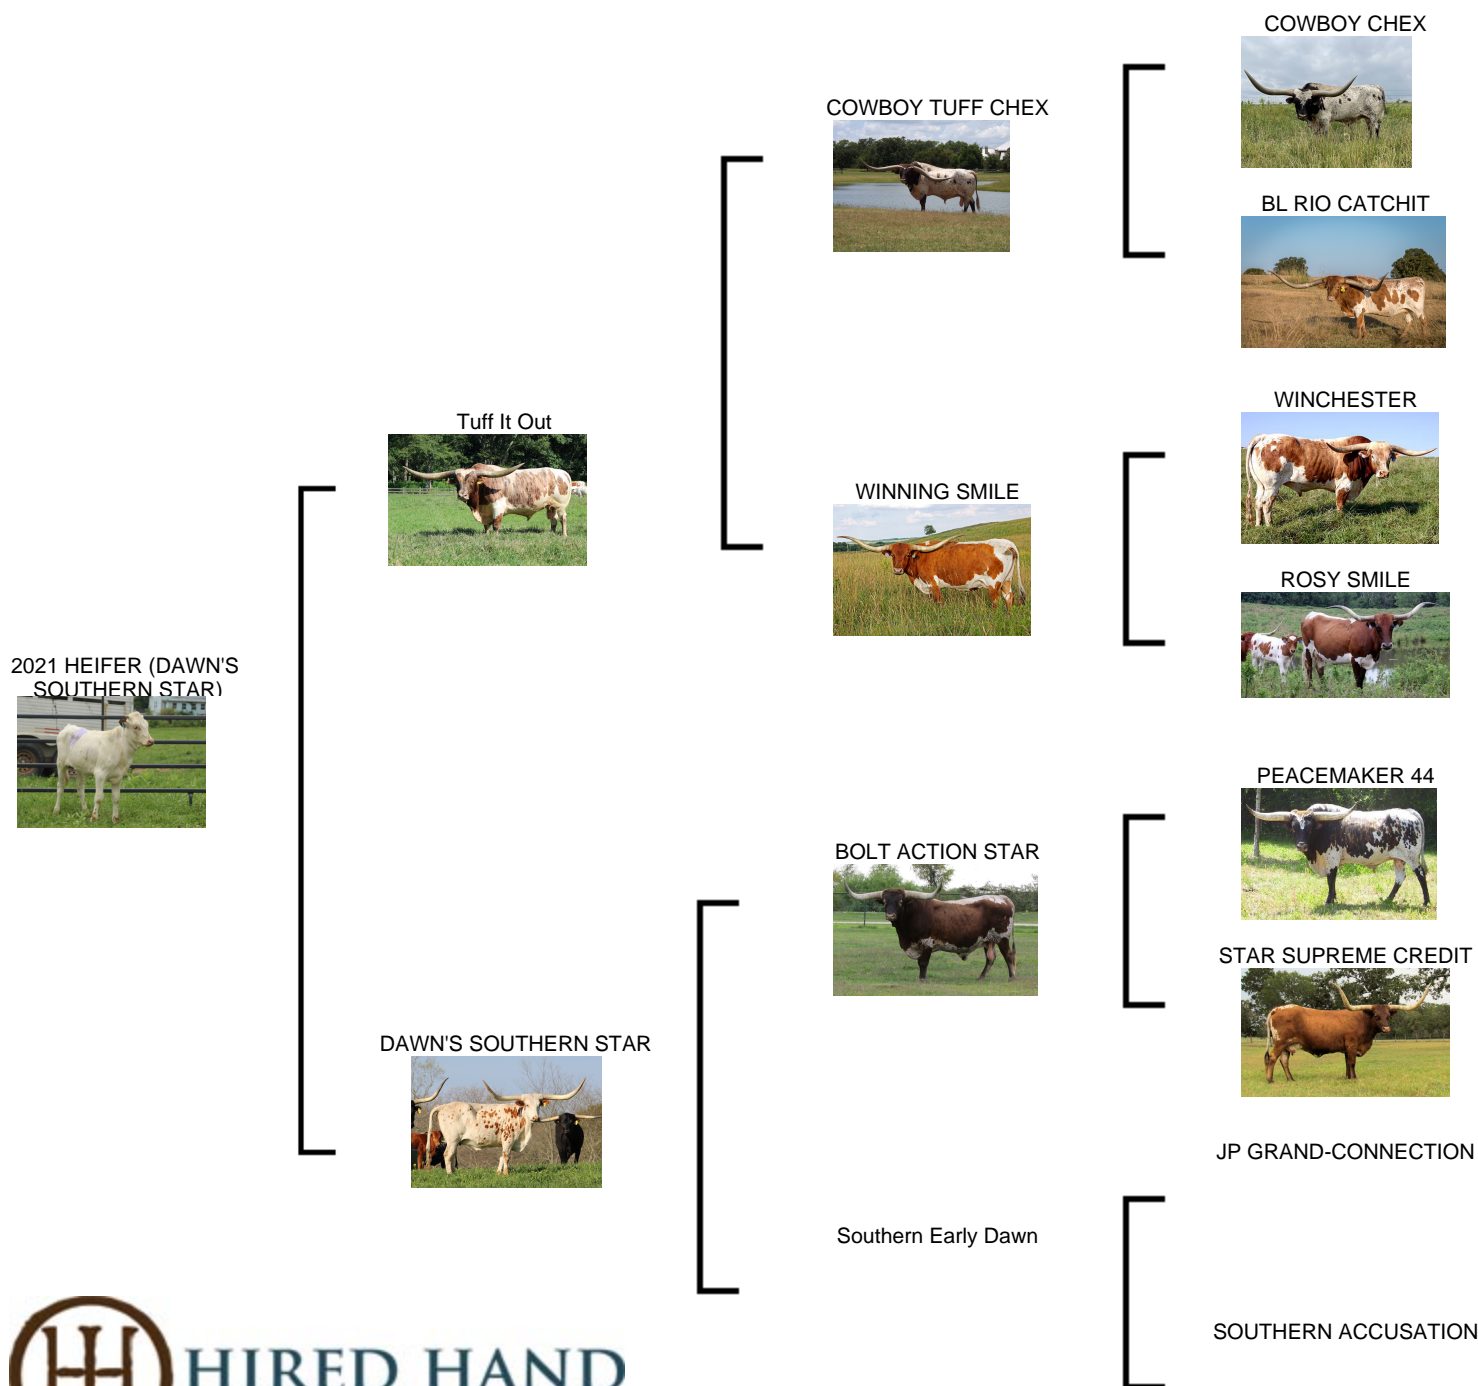 COWBOY CHEX
COWBOY TUFF CHEX
BL RIO CATCHIT
WINCHESTER
Tuff It Out
WINNING SMILE
ROSY SMILE
2021 HEIFER (DAWN'S
SOUTHERN STAR)
PEACEMAKER 44
BOLT ACTION STAR
STAR SUPREME CREDIT
DAWN'S SOUTHERN STAR
JP GRAND-CONNECTION
Southern Early Dawn
SOUTHERN ACCUSATION
HIRED HAND